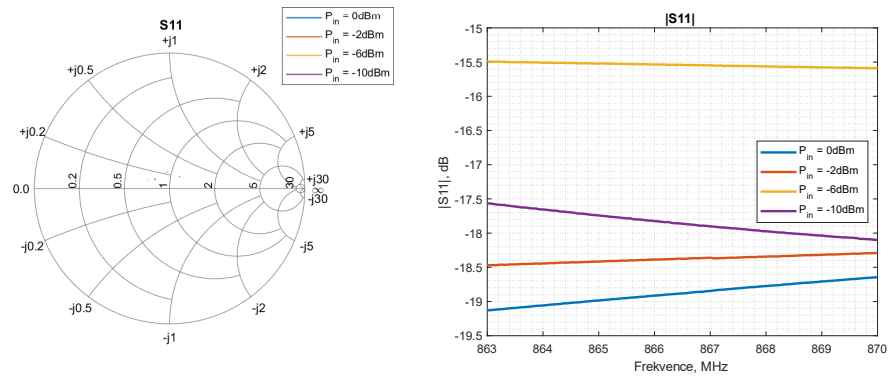 S11
+j1
P_in = 0dBm
P_in = -2dBm
P_in = -6dBm
P_in = -10dBm
+j0.5
+j2
+j0.2
+j5
0.0
0.2
0.5
1
2
5
30
+j30
-j30
-j0.2
-j5
-j0.5
-j2
-j1
|S11|
|S11|, dB
-15
-15.5
-16
-16.5
-17
-17.5
-18
-18.5
-19
-19.5
P_in = 0dBm
P_in = -2dBm
P_in = -6dBm
P_in = -10dBm
863 864 865 866 867 868 869 870
Frekvence, MHz